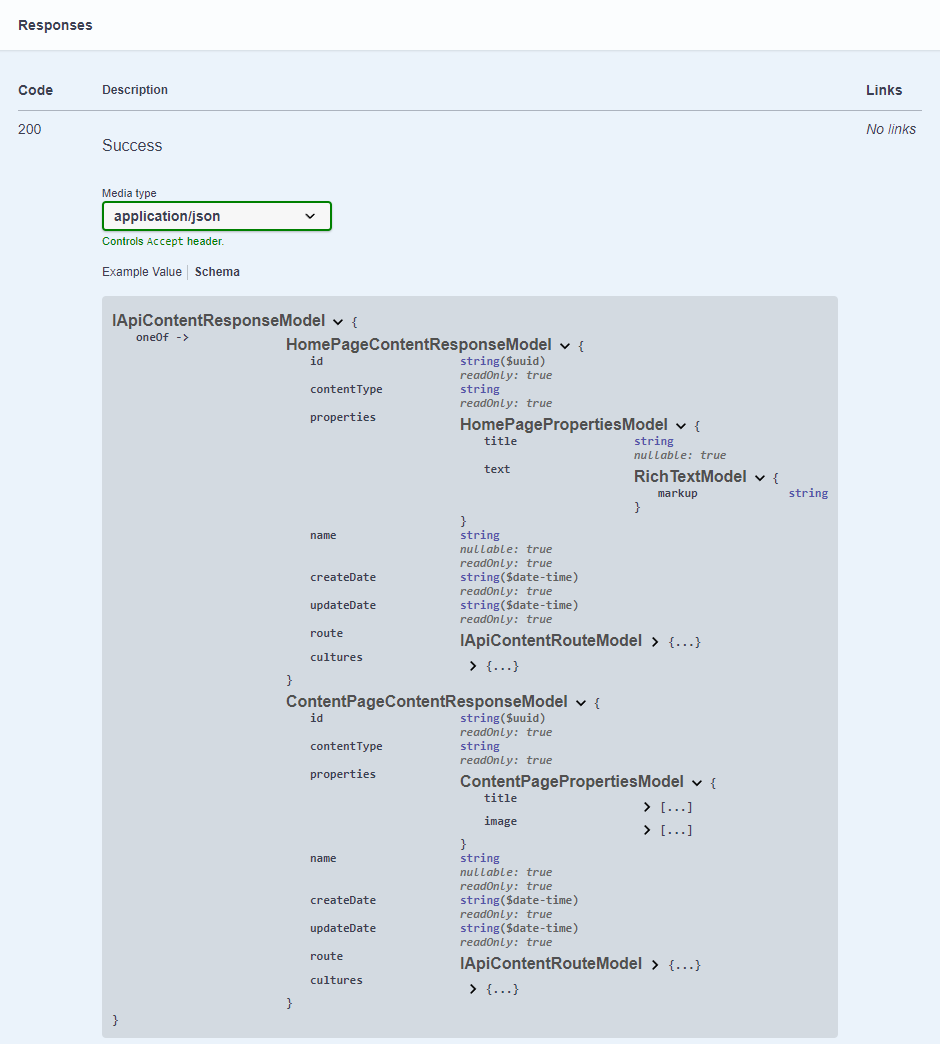 Responses
Code Description Links
200 No links
Success
Media type
application/json
Controls Accept header.
Example Value Schema
IApiContentResponseModel {
oneOf ->
HomePageContentResponseModel {
id string($uuid)
readOnly: true
contentType string
readOnly: true
properties
HomePagePropertiesModel {
title string
nullable: true
text
RichTextModel {
markup string
}
}
name string
nullable: true
readOnly: true
createDate string($date-time)
readOnly: true
updateDate string($date-time)
readOnly: true
route IApiContentRouteModel {...}
cultures {...}
}
ContentPageContentResponseModel {
id string($uuid)
readOnly: true
contentType string
readOnly: true
properties
ContentPagePropertiesModel {
title [...]
image [...]
}
name string
nullable: true
readOnly: true
createDate string($date-time)
readOnly: true
updateDate string($date-time)
readOnly: true
route IApiContentRouteModel {...}
cultures {...}
}
}